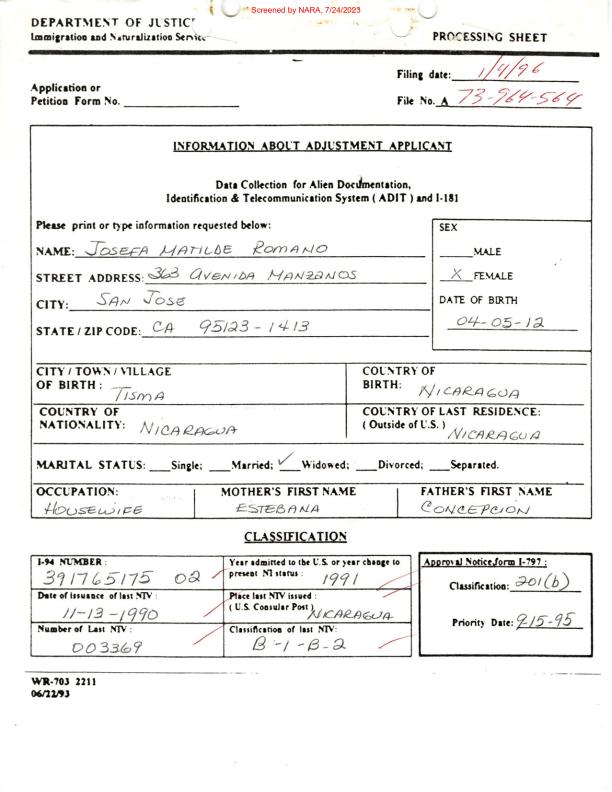 Screened by NARA, 7/24/2023
DEPARTMENT OF JUSTIC
Immigration and Naturalization Service
PROCESSING SHEET
Filing date: 1/4/96
Application or
Petition Form No.
File No. A 73-964-564
INFORMATION ABOUT ADJUSTMENT APPLICANT
Data Collection for Alien Documentation,
Identification & Telecommunication System ( ADIT ) and I-181
Please print or type information requested below:
SEX
NAME: JOSEFA MATILDE ROMANO
MALE
STREET ADDRESS: 363 AVENIDA MANZANOS
X FEMALE
CITY: SAN JOSE
DATE OF BIRTH
STATE / ZIP CODE: CA 95123-1413
04-05-12
CITY / TOWN / VILLAGE
OF BIRTH : TISMA
COUNTRY OF
BIRTH: NICARAGUA
COUNTRY OF
NATIONALITY: NICARAGUA
COUNTRY OF LAST RESIDENCE:
( Outside of U.S. ) NICARAGUA
MARITAL STATUS: ___Single; ___Married; ✓ Widowed; ___Divorced; ___Separated.
OCCUPATION:
HOUSEWIFE
MOTHER'S FIRST NAME
ESTEBANA
FATHER'S FIRST NAME
CONCEPCION
CLASSIFICATION
I-94 NUMBER :
391765175 02
Year admitted to the U.S. or year change to
present NI status : 1991
Approval Notice, form I-797 :
Classification: 201(b)
Priority Date: 9-15-95
Date of issuance of last NIV :
11-13-1990
Place last NIV issued :
( U.S. Consular Post ) NICARAGUA
Number of Last NIV :
003369
Classification of last NIV:
B-1-B-2
WR-703 2211
06/22/93